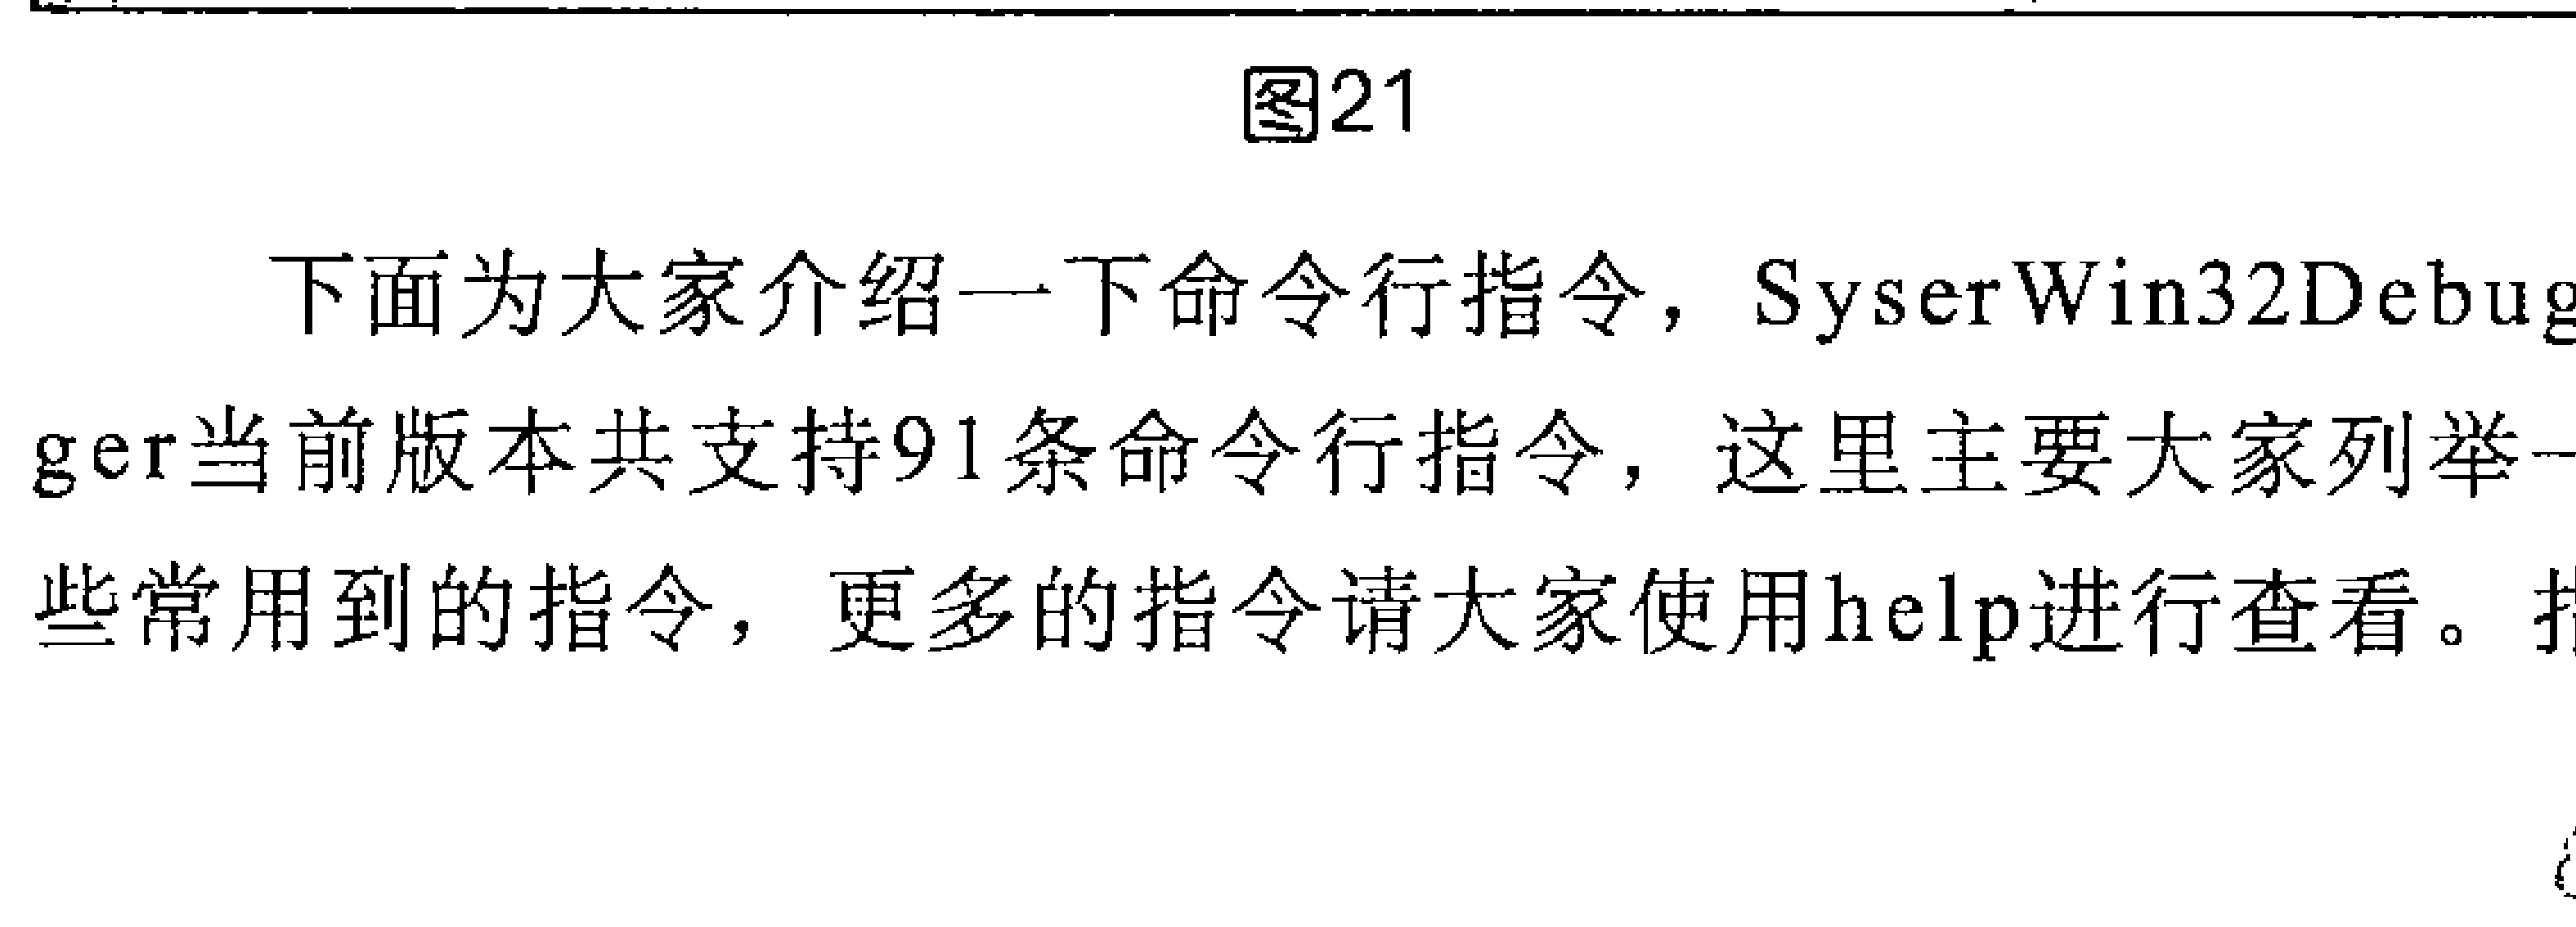 图21
下面为大家介绍一下命令行指令，SyserWin32Debug
ger当前版本共支持91条命令行指令，这里主要大家列举一
些常用到的指令，更多的指令请大家使用help进行查看。指